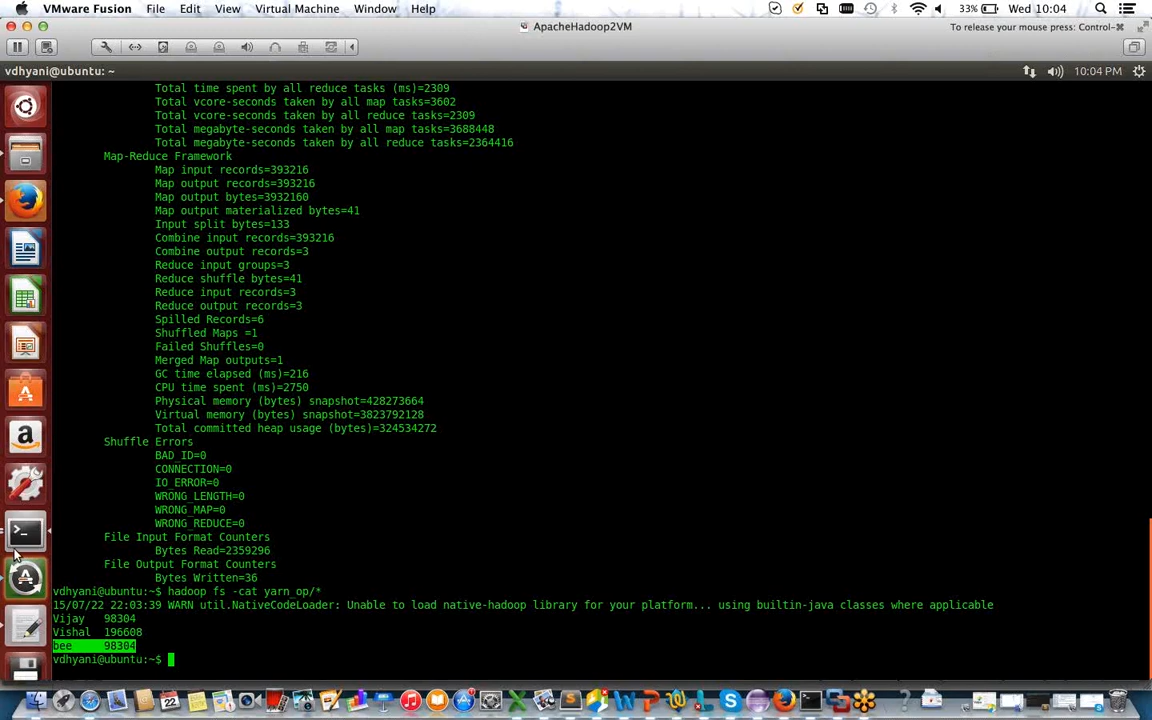 VMware Fusion File Edit View Virtual Machine Window Help 33% Wed 10:04
ApacheHadoop2VM
To release your mouse press: Control-⌘
vdhyani@ubuntu: ~ 10:04 PM
Total time spent by all reduce tasks (ms)=2309
Total vcore-seconds taken by all map tasks=3602
Total vcore-seconds taken by all reduce tasks=2309
Total megabyte-seconds taken by all map tasks=3688448
Total megabyte-seconds taken by all reduce tasks=2364416
Map-Reduce Framework
Map input records=393216
Map output records=393216
Map output bytes=3932160
Map output materialized bytes=41
Input split bytes=133
Combine input records=393216
Combine output records=3
Reduce input groups=3
Reduce shuffle bytes=41
Reduce input records=3
Reduce output records=3
Spilled Records=6
Shuffled Maps =1
Failed Shuffles=0
Merged Map outputs=1
GC time elapsed (ms)=216
CPU time spent (ms)=2750
Physical memory (bytes) snapshot=428273664
Virtual memory (bytes) snapshot=3823792128
Total committed heap usage (bytes)=324534272
Shuffle Errors
BAD_ID=0
CONNECTION=0
IO_ERROR=0
WRONG_LENGTH=0
WRONG_MAP=0
WRONG_REDUCE=0
File Input Format Counters
Bytes Read=2359296
File Output Format Counters
Bytes Written=36
vdhyani@ubuntu:~$ hadoop fs -cat yarn_op/*
15/07/22 22:03:39 WARN util.NativeCodeLoader: Unable to load native-hadoop library for your platform... using builtin-java classes where applicable
Vijay 98304
Vishal 196608
bee 98304
vdhyani@ubuntu:~$